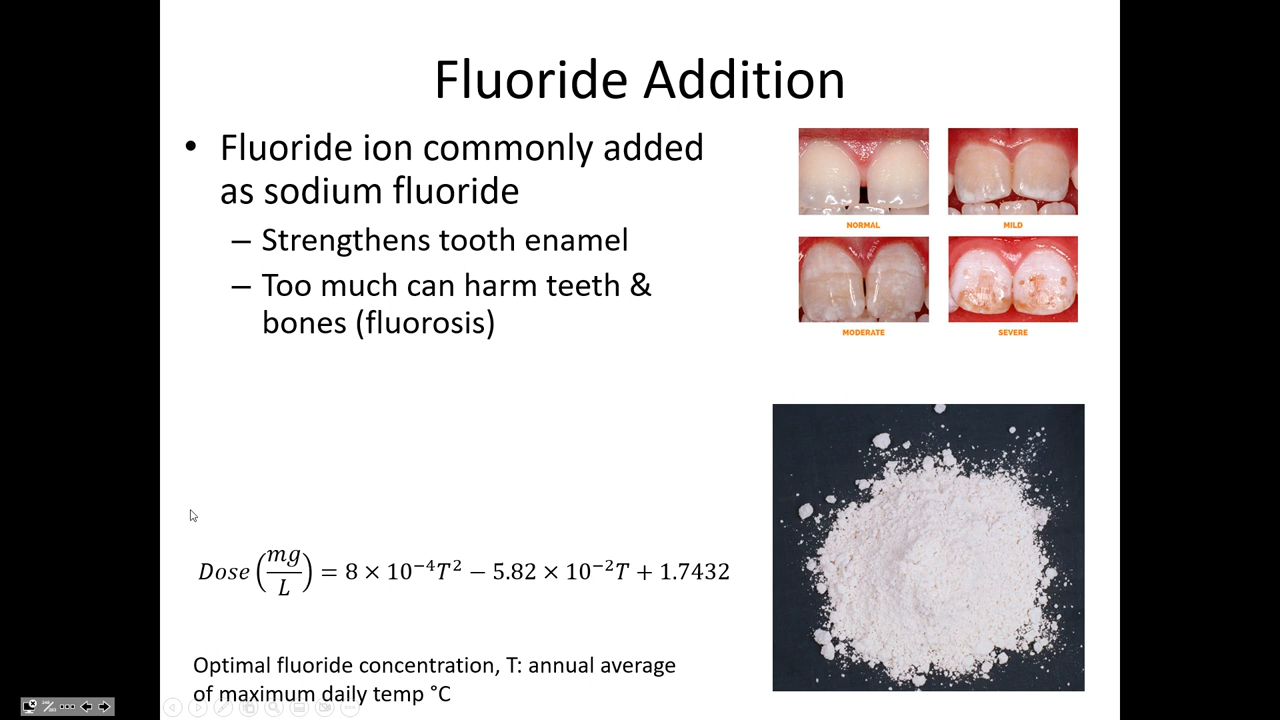 Fluoride Addition
• Fluoride ion commonly added
as sodium fluoride
– Strengthens tooth enamel
– Too much can harm teeth &
bones (fluorosis)
NORMAL
MILD
MODERATE
SEVERE
Dose (mg/L) = 8 × 10⁻⁴T² − 5.82 × 10⁻²T + 1.7432
Optimal fluoride concentration, T: annual average
of maximum daily temp °C